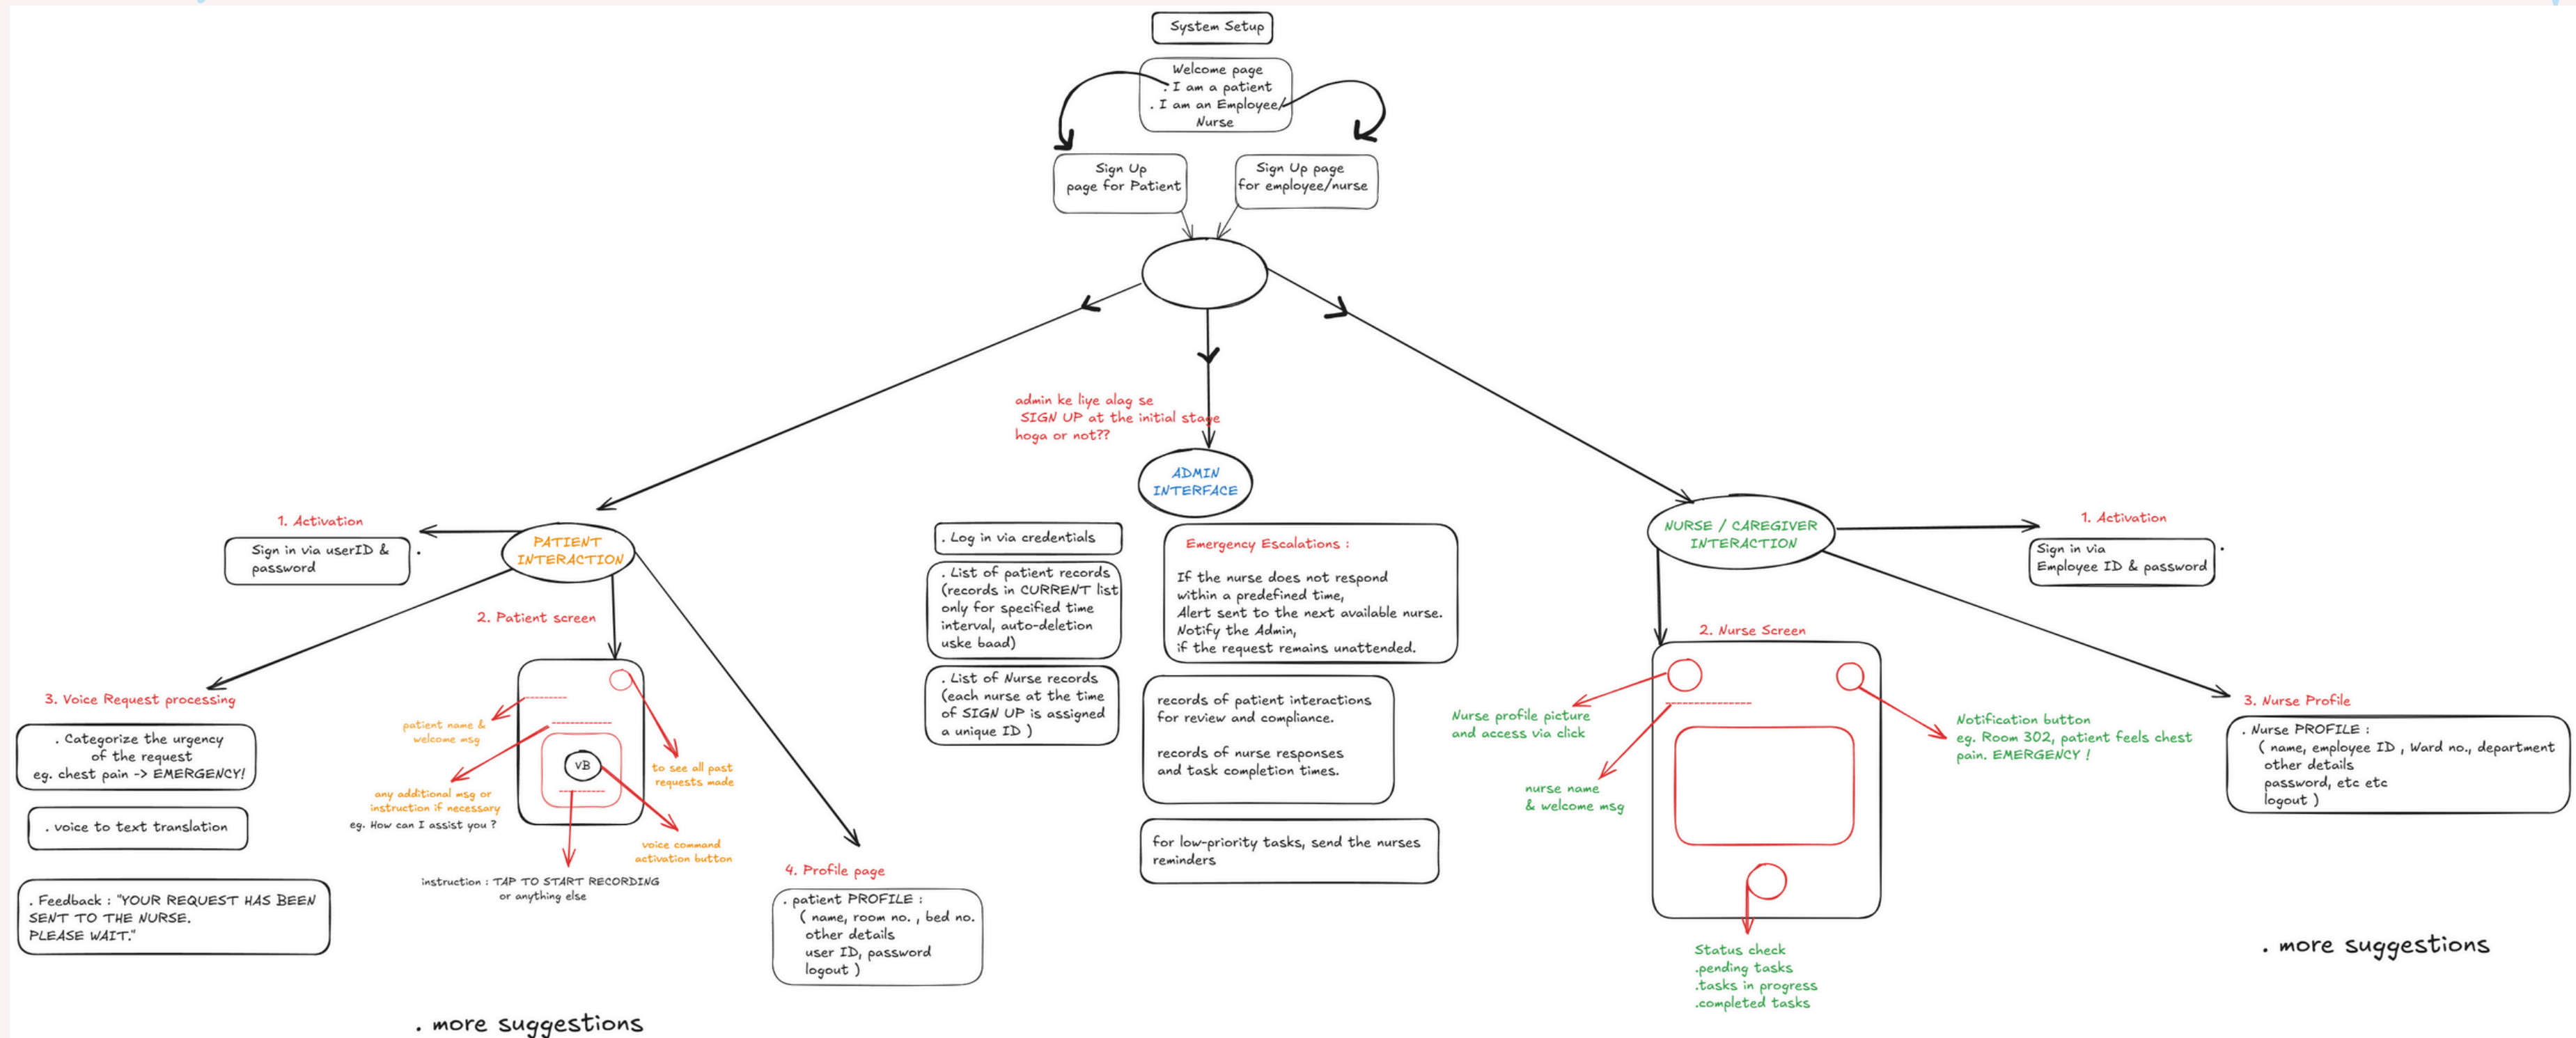 System Setup
Welcome page
. I am a patient
. I am an Employee/
Nurse
Sign Up
page for Patient
Sign Up page
for employee/nurse
admin ke liye alag se
SIGN UP at the initial stage
hoga or not??
ADMIN
INTERFACE
. Log in via credentials
. List of patient records
(records in CURRENT list
only for specified time
interval, auto-deletion
uske baad)
. List of Nurse records
(each nurse at the time
of SIGN UP is assigned
a unique ID )
Emergency Escalations :
If the nurse does not respond
within a predefined time,
Alert sent to the next available nurse.
Notify the Admin,
if the request remains unattended.
records of patient interactions
for review and compliance.
records of nurse responses
and task completion times.
for low-priority tasks, send the nurses
reminders
PATIENT
INTERACTION
1. Activation
Sign in via userID &
password
.
2. Patient screen
patient name &
welcome msg
any additional msg or
instruction if necessary
eg. How can I assist you ?
VB
to see all past
requests made
voice command
activation button
instruction : TAP TO START RECORDING
or anything else
3. Voice Request processing
. Categorize the urgency
of the request
eg. chest pain -> EMERGENCY!
. voice to text translation
. Feedback : "YOUR REQUEST HAS BEEN
SENT TO THE NURSE.
PLEASE WAIT."
4. Profile page
. patient PROFILE :
( name, room no. , bed no.
other details
user ID, password
logout )
. more suggestions
NURSE / CAREGIVER
INTERACTION
1. Activation
Sign in via
Employee ID & password
.
2. Nurse Screen
Nurse profile picture
and access via click
nurse name
& welcome msg
Notification button
eg. Room 302, patient feels chest
pain. EMERGENCY !
Status check
.pending tasks
.tasks in progress
.completed tasks
3. Nurse Profile
. Nurse PROFILE :
( name, employee ID , Ward no., department
other details
password, etc etc
logout )
. more suggestions